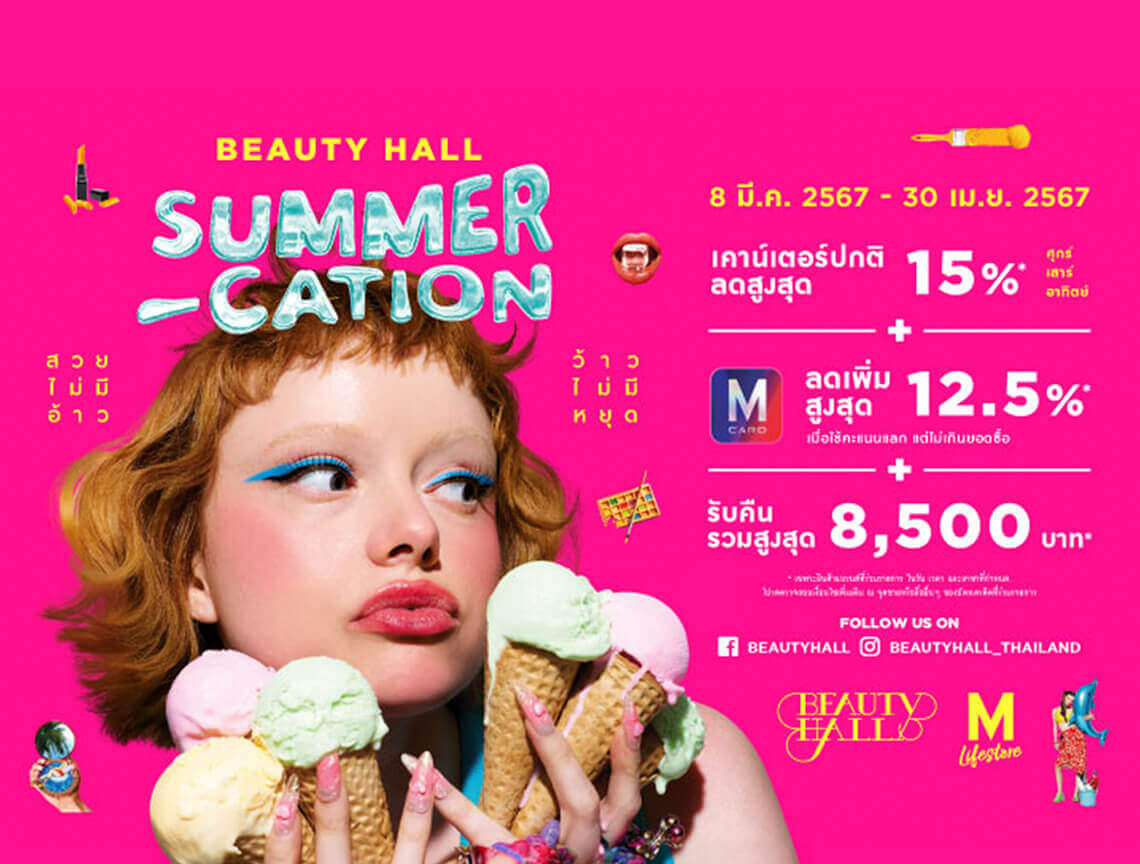 BEAUTY HALL
SUMMER
-CATION
สวย
ไม่มี
อ้าว
ว้าว
ไม่มี
หยุด
8 มี.ค. 2567 - 30 เม.ย. 2567
เคาน์เตอร์ปกติ
ลดสูงสุด 15%*
ศุกร์
เสาร์
อาทิตย์
+
M
CARD
ลดเพิ่ม
สูงสุด 12.5%*
เมื่อใช้คะแนนแลก แต่ไม่เกินยอดซื้อ
+
รับคืน
รวมสูงสุด 8,500 บาท*
FOLLOW US ON
BEAUTYHALL BEAUTYHALL_THAILAND
BEAUTY
HALL
M
Lifestore